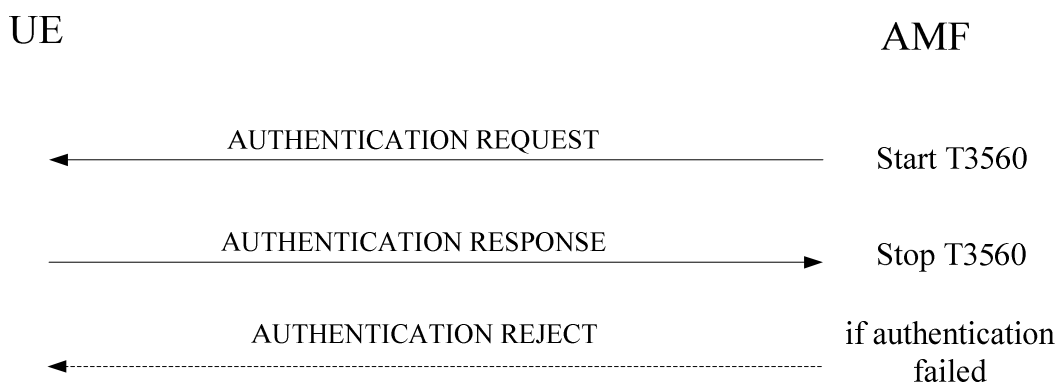 UE
AMF
AUTHENTICATION REQUEST
Start T3560
AUTHENTICATION RESPONSE
Stop T3560
AUTHENTICATION REJECT
if authentication
failed